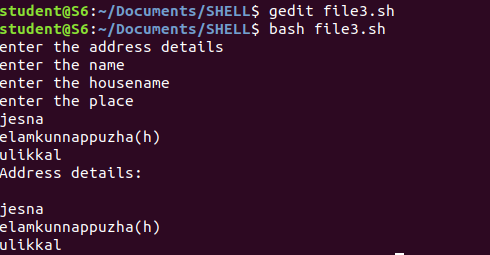 student@S6:~/Documents/SHELL$ gedit file3.sh
student@S6:~/Documents/SHELL$ bash file3.sh
enter the address details
enter the name
enter the housename
enter the place
jesna
elamkunnappuzha(h)
ulikkal
Address details:
jesna
elamkunnappuzha(h)
ulikkal